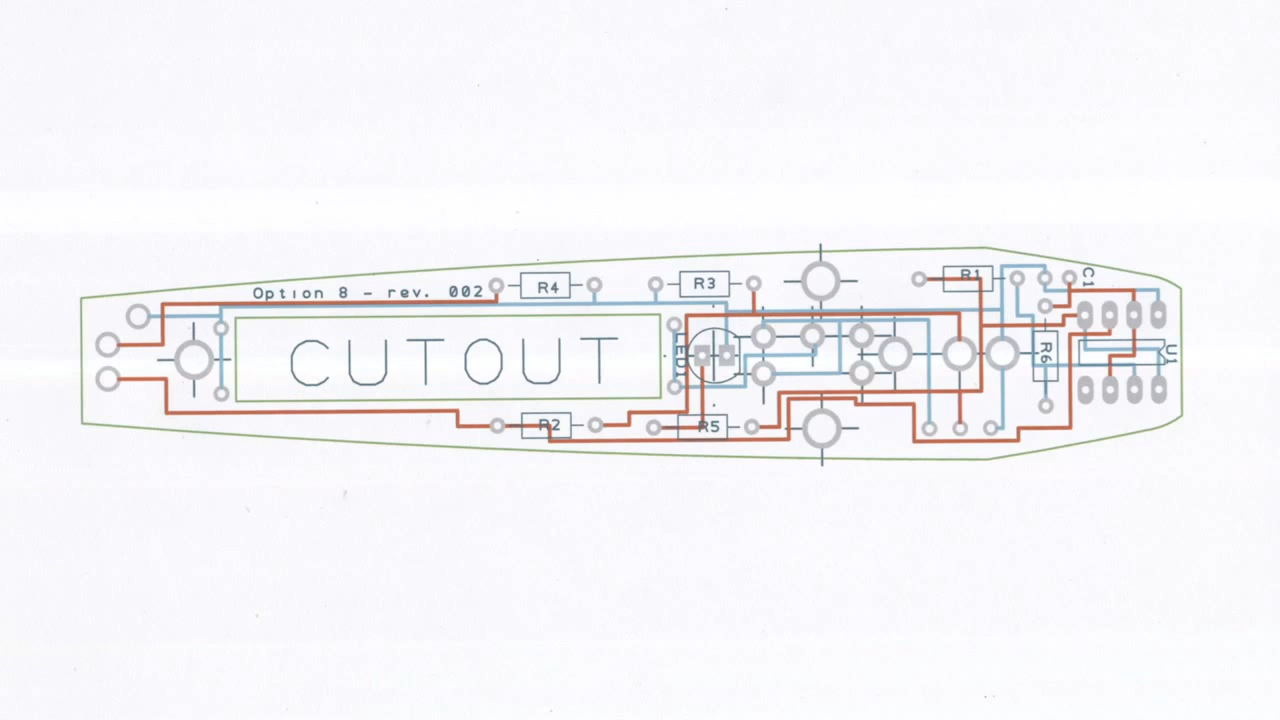 Option 8 - rev. 002
R4
R3
R1
C1
CUTOUT
LED1
R6
U1
R2
R5